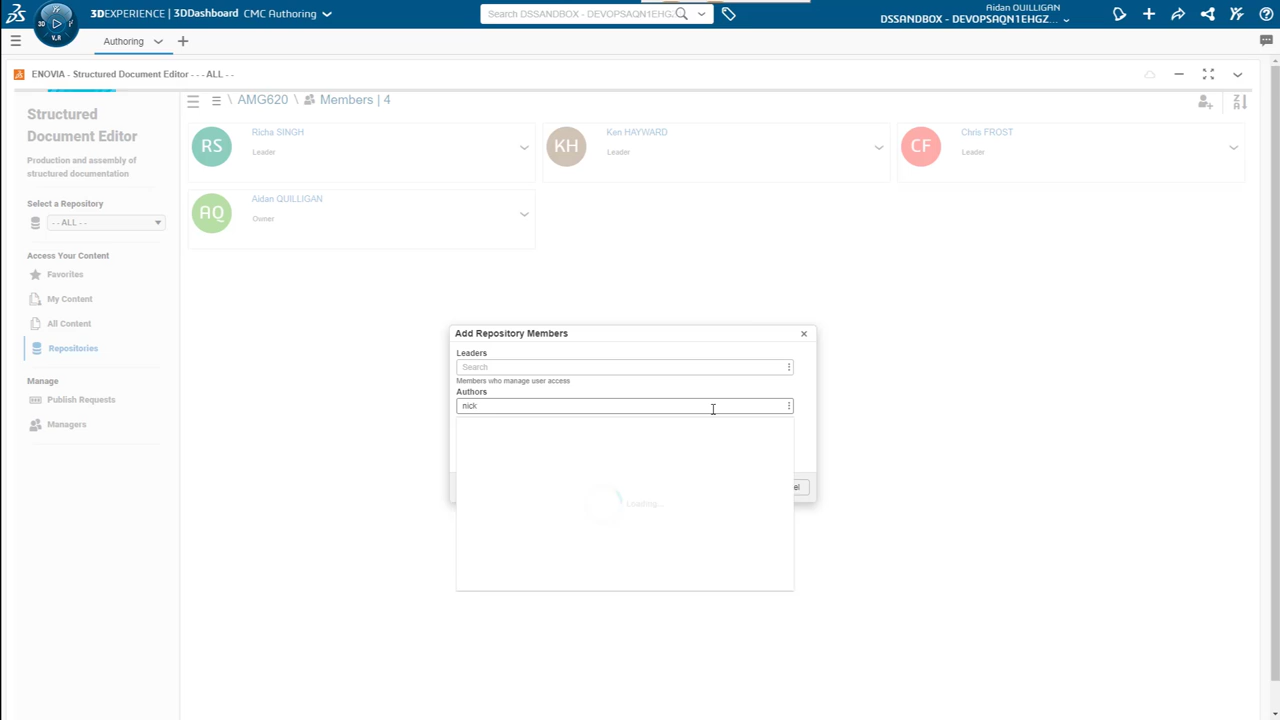 3DEXPERIENCE | 3DDashboard CMC Authoring
Search DSSANDBOX - DEVOPSAQN1EHGZ...
Aidan QUILLIGAN
DSSANDBOX - DEVOPSAQN1EHGZ...
3D
V.R
Authoring
ENOVIA - Structured Document Editor - - - ALL - -
Structured
Document Editor
Production and assembly of
structured documentation
Select a Repository
- - ALL - -
Access Your Content
Favorites
My Content
All Content
Repositories
Manage
Publish Requests
Managers
\ AMG620 \ Members | 4
RS
Richa SINGH
Leader
KH
Ken HAYWARD
Leader
CF
Chris FROST
Leader
AQ
Aidan QUILLIGAN
Owner
Add Repository Members
Leaders
Search
Members who manage user access
Authors
nick
Loading...